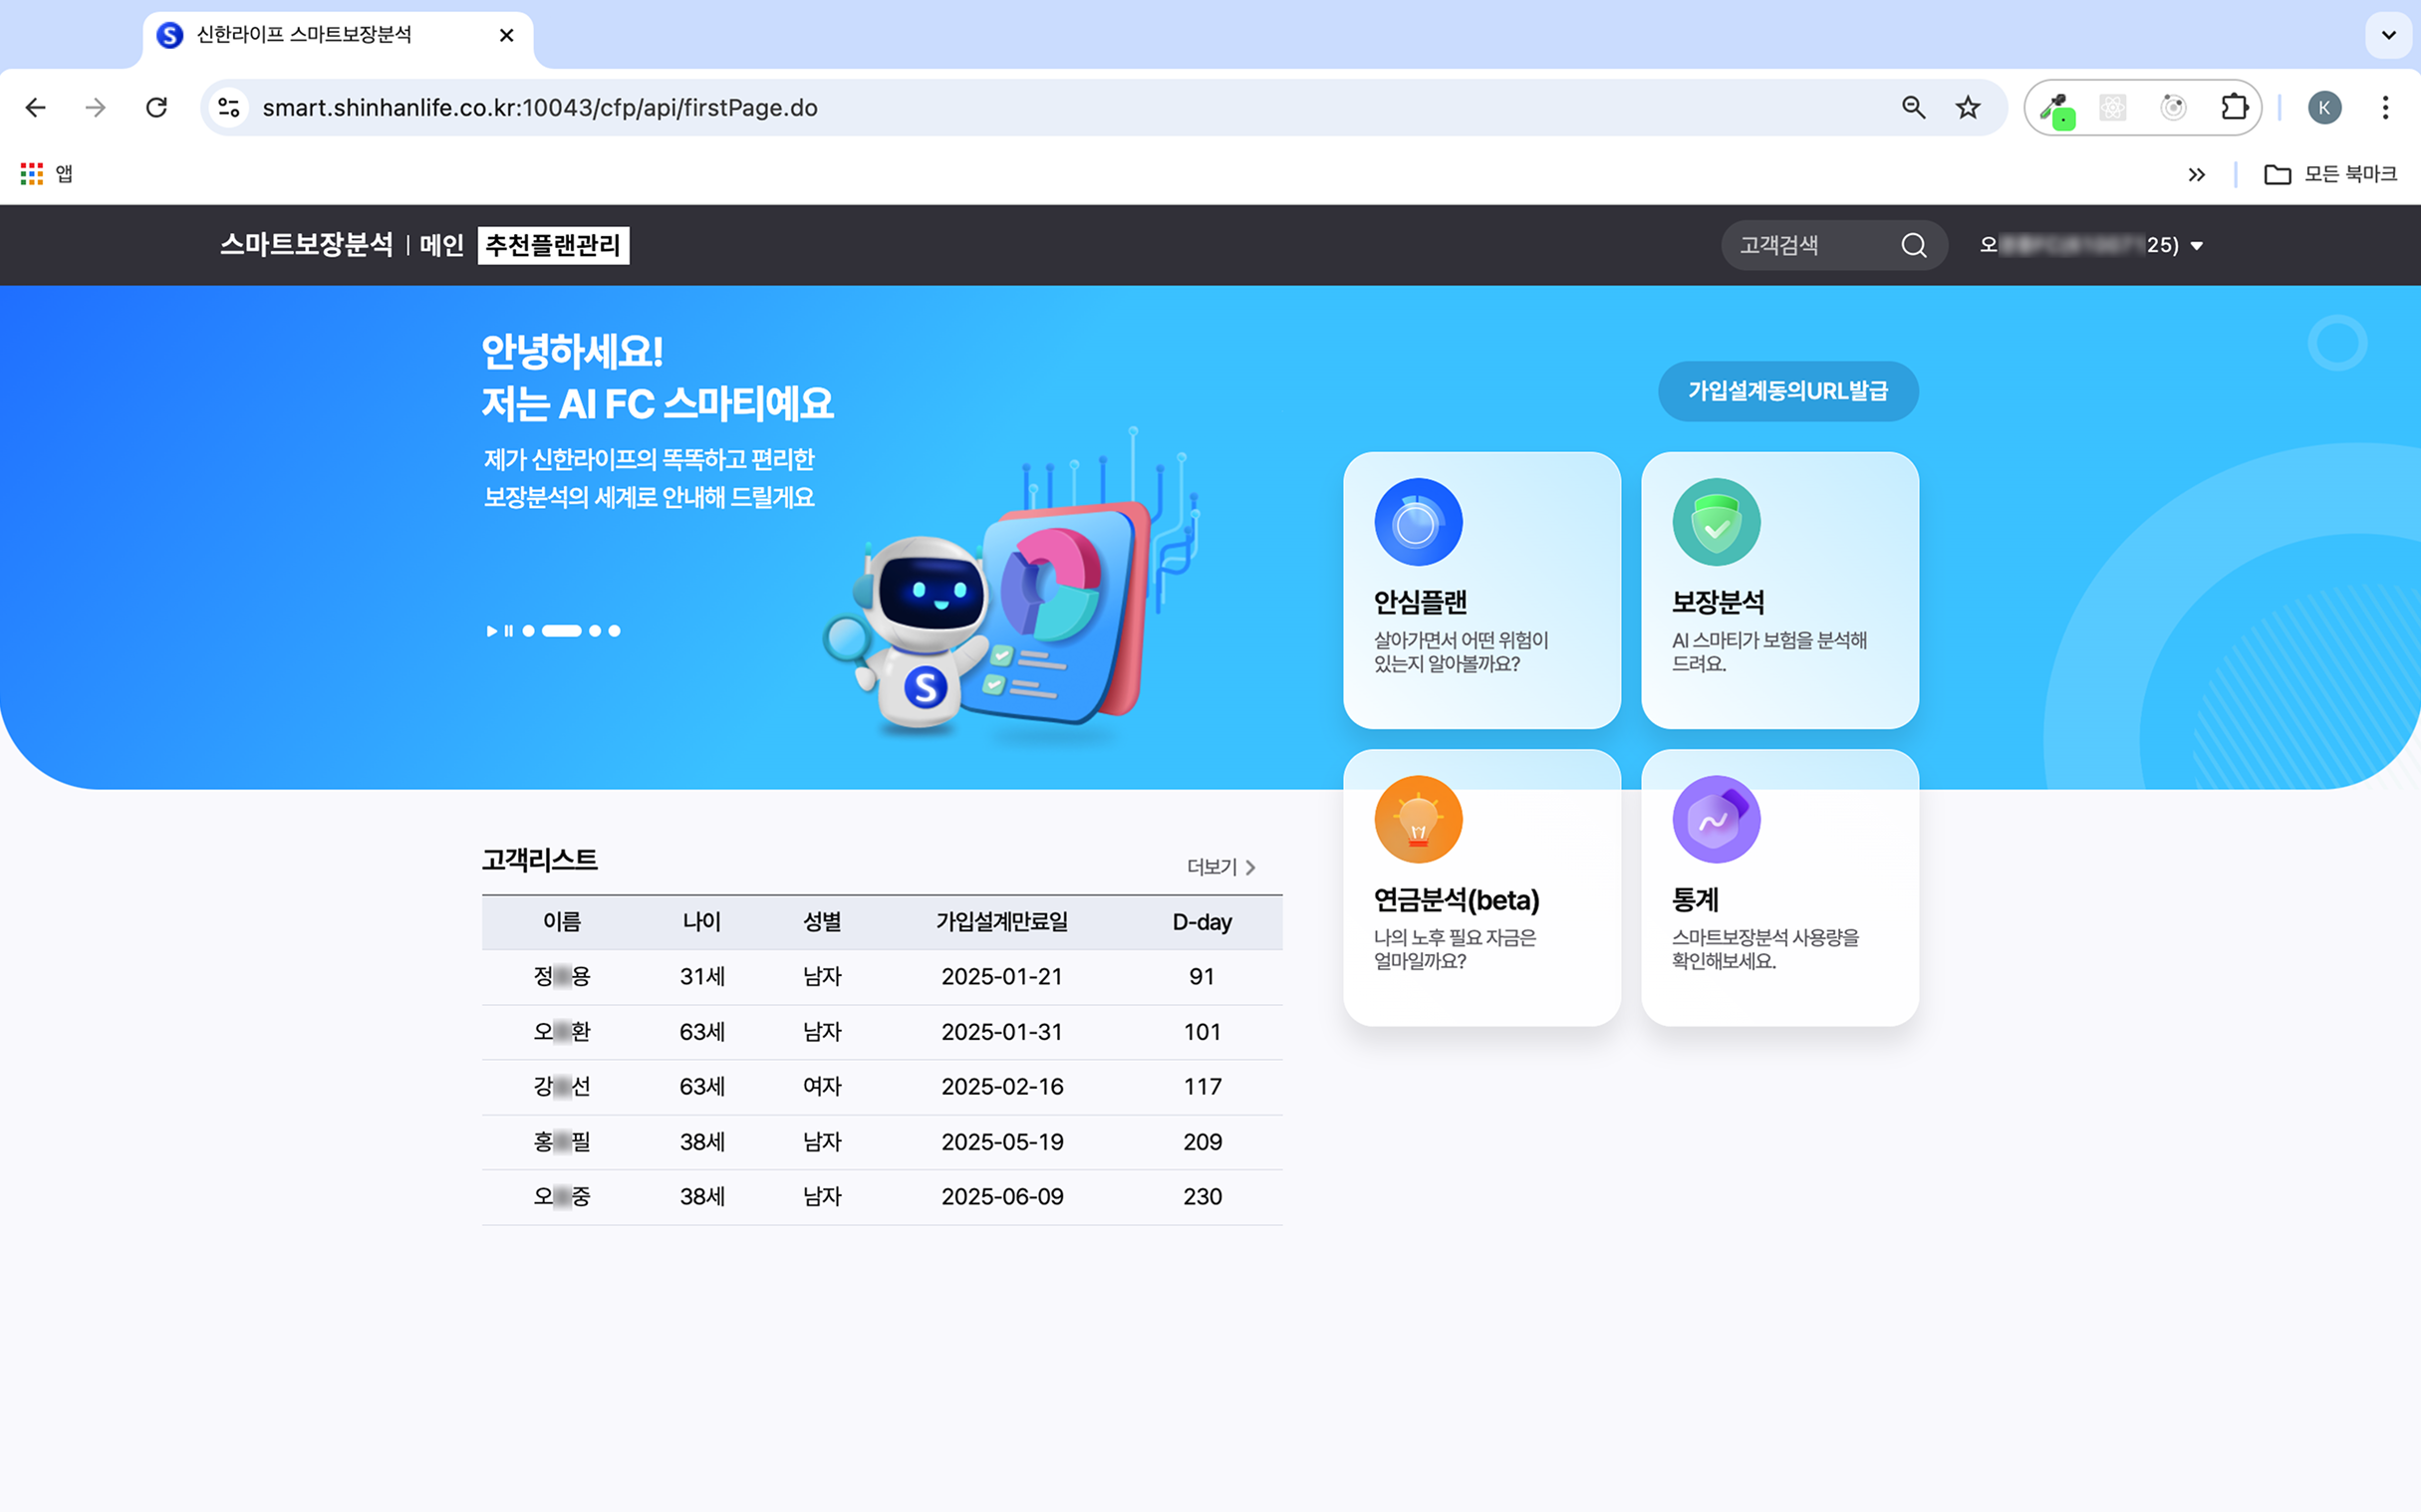 신한라이프 스마트보장분석
smart.shinhanlife.co.kr:10043/cfp/api/firstPage.do
K
앱
모든 북마크
스마트보장분석 | 메인 추천플랜관리
고객검색
오 25)
안녕하세요!
저는 AI FC 스마티예요
제가 신한라이프의 똑똑하고 편리한
보장분석의 세계로 안내해 드릴게요
S
가입설계동의URL발급
안심플랜
살아가면서 어떤 위험이
있는지 알아볼까요?
보장분석
AI 스마티가 보험을 분석해
드려요.
연금분석(beta)
나의 노후 필요 자금은
얼마일까요?
통계
스마트보장분석 사용량을
확인해보세요.
고객리스트
더보기
이름 나이 성별 가입설계만료일 D-day
정 용 31세 남자 2025-01-21 91
오 환 63세 남자 2025-01-31 101
강 선 63세 여자 2025-02-16 117
홍 필 38세 남자 2025-05-19 209
오 중 38세 남자 2025-06-09 230